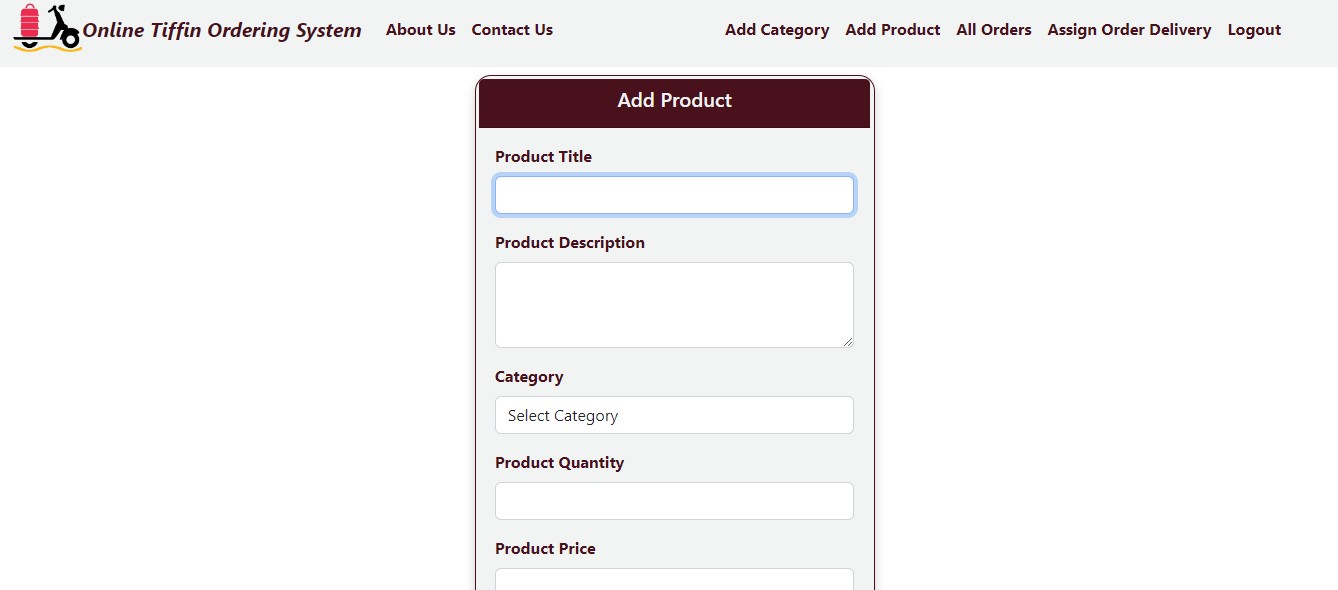 Online Tiffin Ordering System About Us Contact Us Add Category Add Product All Orders Assign Order Delivery Logout
Add Product
Product Title
Product Description
Category
Select Category
Product Quantity
Product Price